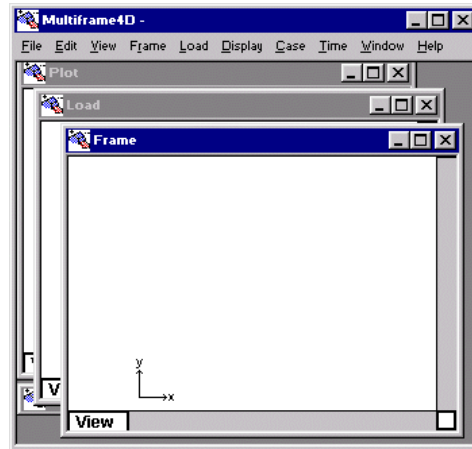 Multiframe4D -
File Edit View Frame Load Display Case Time Window Help
Plot
Load
Frame
y
x
V
View